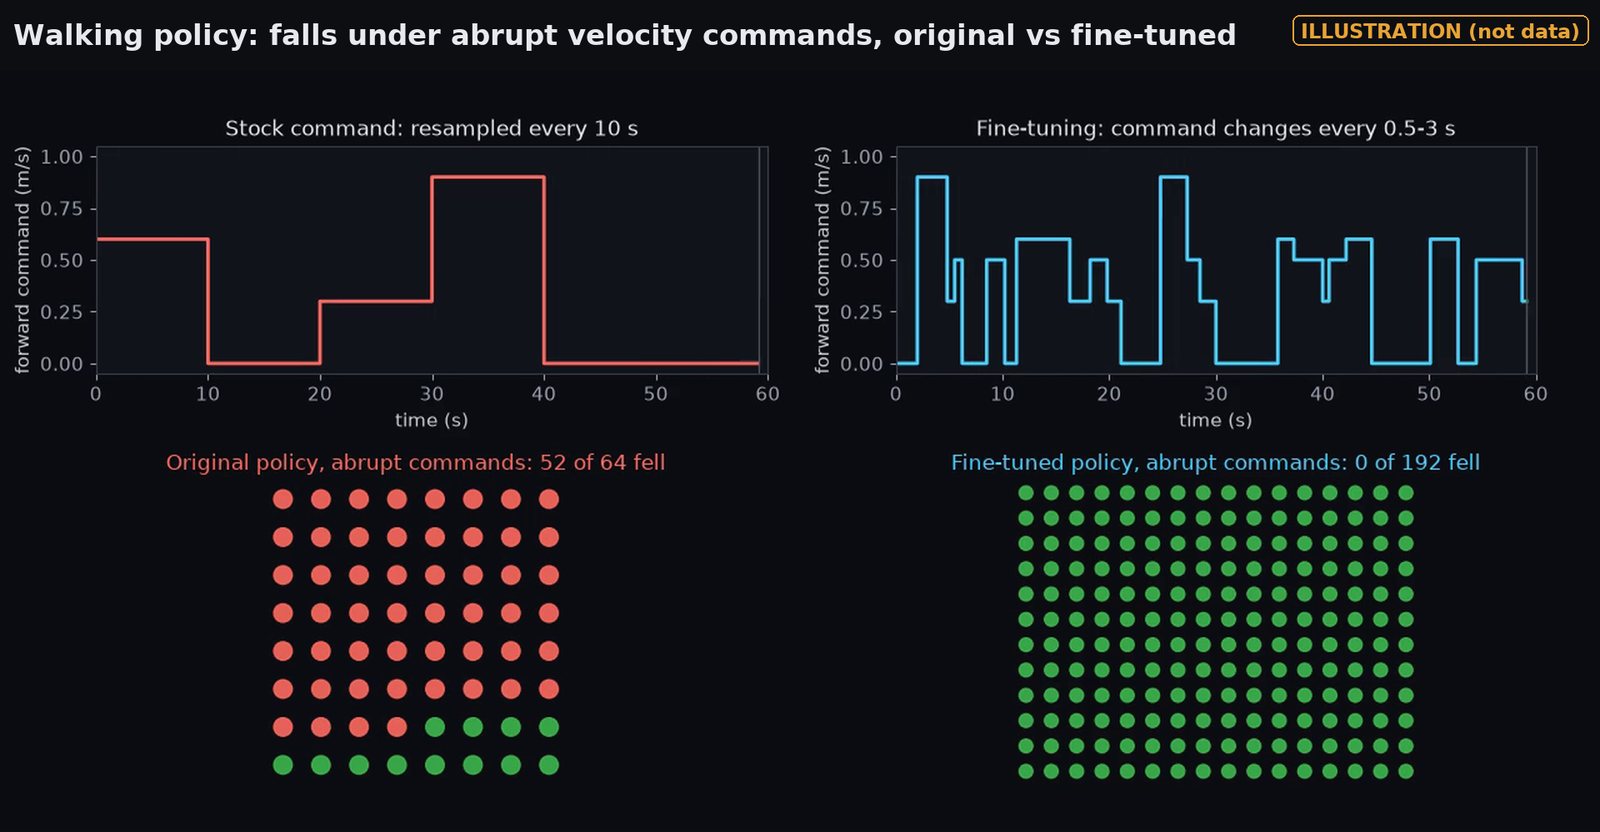 Walking policy: falls under abrupt velocity commands, original vs fine-tuned
ILLUSTRATION (not data)
Stock command: resampled every 10 s
forward command (m/s)
1.00
0.75
0.50
0.25
0.00
0 10 20 30 40 50 60
time (s)
Fine-tuning: command changes every 0.5-3 s
forward command (m/s)
1.00
0.75
0.50
0.25
0.00
0 10 20 30 40 50 60
time (s)
Original policy, abrupt commands: 52 of 64 fell
Fine-tuned policy, abrupt commands: 0 of 192 fell